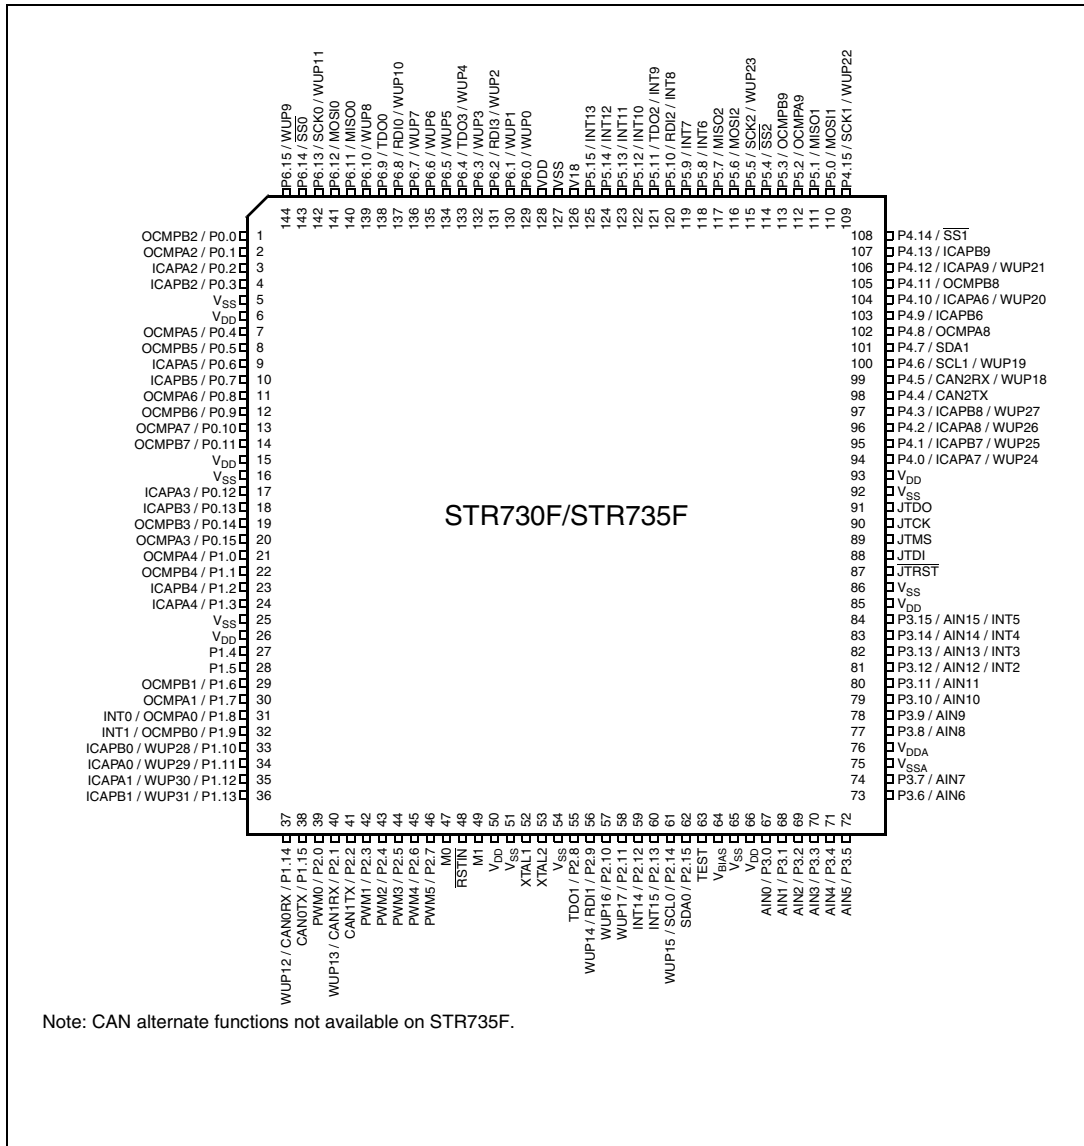 P6.15 / WUP9
P6.14 / SS0
P6.13 / SCK0 / WUP11
P6.12 / MOSI0
P6.11 / MISO0
P6.10 / WUP8
P6.9 / TDO0
P6.8 / RDI0 / WUP10
P6.7 / WUP7
P6.6 / WUP6
P6.5 / WUP5
P6.4 / TDO3 / WUP4
P6.3 / WUP3
P6.2 / RDI3 / WUP2
P6.1 / WUP1
P6.0 / WUP0
VDD
VSS
V18
P5.15 / INT13
P5.14 / INT12
P5.13 / INT11
P5.12 / INT10
P5.11 / TDO2 / INT9
P5.10 / RDI2 / INT8
P5.9 / INT7
P5.8 / INT6
P5.7 / MISO2
P5.6 / MOSI2
P5.5 / SCK2 / WUP23
P5.4 / SS2
P5.3 / OCMPB9
P5.2 / OCMPA9
P5.1 / MISO1
P5.0 / MOSI1
P4.15 / SCK1 / WUP22
144
143
142
141
140
139
138
137
136
135
134
133
132
131
130
129
128
127
126
125
124
123
122
121
120
119
118
117
116
115
114
113
112
111
110
109
OCMPB2 / P0.0 1
OCMPA2 / P0.1 2
ICAPA2 / P0.2 3
ICAPB2 / P0.3 4
VSS 5
VDD 6
OCMPA5 / P0.4 7
OCMPB5 / P0.5 8
ICAPA5 / P0.6 9
ICAPB5 / P0.7 10
OCMPA6 / P0.8 11
OCMPB6 / P0.9 12
OCMPA7 / P0.10 13
OCMPB7 / P0.11 14
VDD 15
VSS 16
ICAPA3 / P0.12 17
ICAPB3 / P0.13 18
OCMPB3 / P0.14 19
OCMPA3 / P0.15 20
OCMPA4 / P1.0 21
OCMPB4 / P1.1 22
ICAPB4 / P1.2 23
ICAPA4 / P1.3 24
VSS 25
VDD 26
P1.4 27
P1.5 28
OCMPB1 / P1.6 29
OCMPA1 / P1.7 30
INT0 / OCMPA0 / P1.8 31
INT1 / OCMPB0 / P1.9 32
ICAPB0 / WUP28 / P1.10 33
ICAPA0 / WUP29 / P1.11 34
ICAPA1 / WUP30 / P1.12 35
ICAPB1 / WUP31 / P1.13 36
STR730F/STR735F
108 P4.14 / SS1
107 P4.13 / ICAPB9
106 P4.12 / ICAPA9 / WUP21
105 P4.11 / OCMPB8
104 P4.10 / ICAPA6 / WUP20
103 P4.9 / ICAPB6
102 P4.8 / OCMPA8
101 P4.7 / SDA1
100 P4.6 / SCL1 / WUP19
99 P4.5 / CAN2RX / WUP18
98 P4.4 / CAN2TX
97 P4.3 / ICAPB8 / WUP27
96 P4.2 / ICAPA8 / WUP26
95 P4.1 / ICAPB7 / WUP25
94 P4.0 / ICAPA7 / WUP24
93 VDD
92 VSS
91 JTDO
90 JTCK
89 JTMS
88 JTDI
87 JTRST
86 VSS
85 VDD
84 P3.15 / AIN15 / INT5
83 P3.14 / AIN14 / INT4
82 P3.13 / AIN13 / INT3
81 P3.12 / AIN12 / INT2
80 P3.11 / AIN11
79 P3.10 / AIN10
78 P3.9 / AIN9
77 P3.8 / AIN8
76 VDDA
75 VSSA
74 P3.7 / AIN7
73 P3.6 / AIN6
37
38
39
40
41
42
43
44
45
46
47
48
49
50
51
52
53
54
55
56
57
58
59
60
61
62
63
64
65
66
67
68
69
70
71
72
WUP12 / CAN0RX / P1.14
CAN0TX / P1.15
PWM0 / P2.0
WUP13 / CAN1RX / P2.1
CAN1TX / P2.2
PWM1 / P2.3
PWM2 / P2.4
PWM3 / P2.5
PWM4 / P2.6
PWM5 / P2.7
M0
RSTIN
M1
VDD
VSS
XTAL1
XTAL2
VSS
TDO1 / P2.8
WUP14 / RDI1 / P2.9
WUP16 / P2.10
WUP17 / P2.11
INT14 / P2.12
INT15 / P2.13
WUP15 / SCL0 / P2.14
SDA0 / P2.15
TEST
VBIAS
VSS
VDD
AIN0 / P3.0
AIN1 / P3.1
AIN2 / P3.2
AIN3 / P3.3
AIN4 / P3.4
AIN5 / P3.5
Note: CAN alternate functions not available on STR735F.